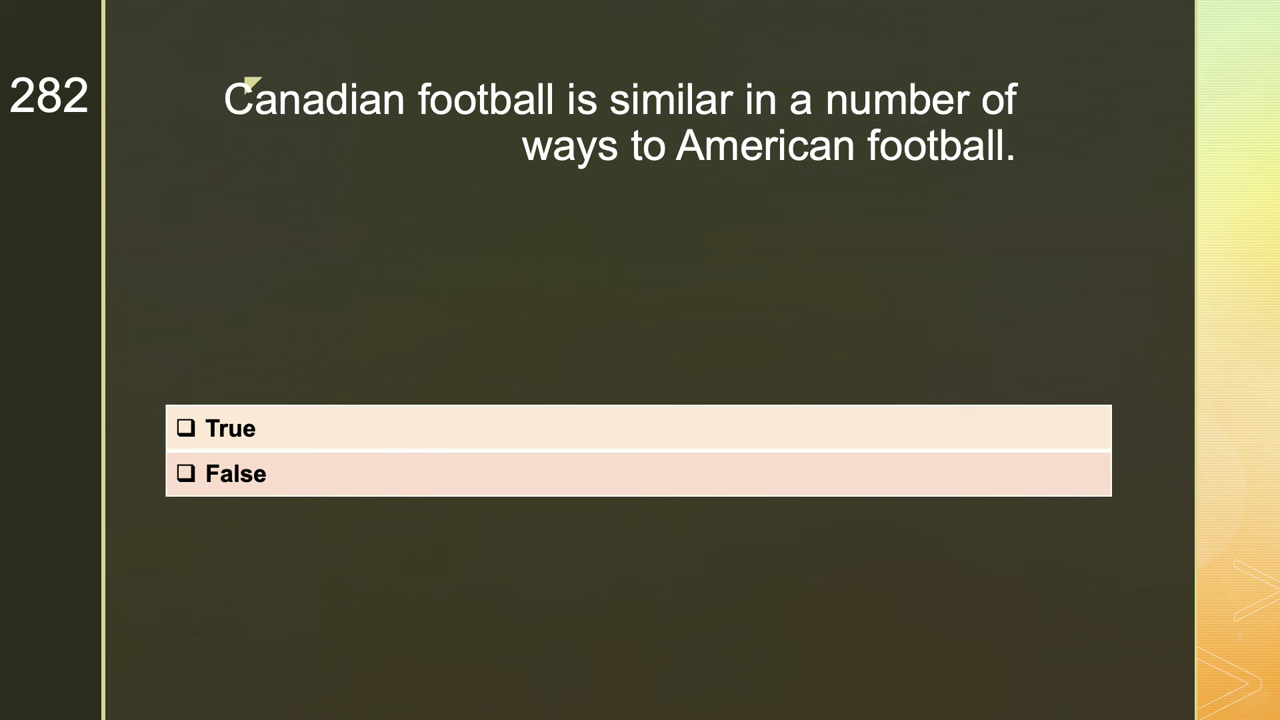 282
Canadian football is similar in a number of
ways to American football.
❑ True
❑ False